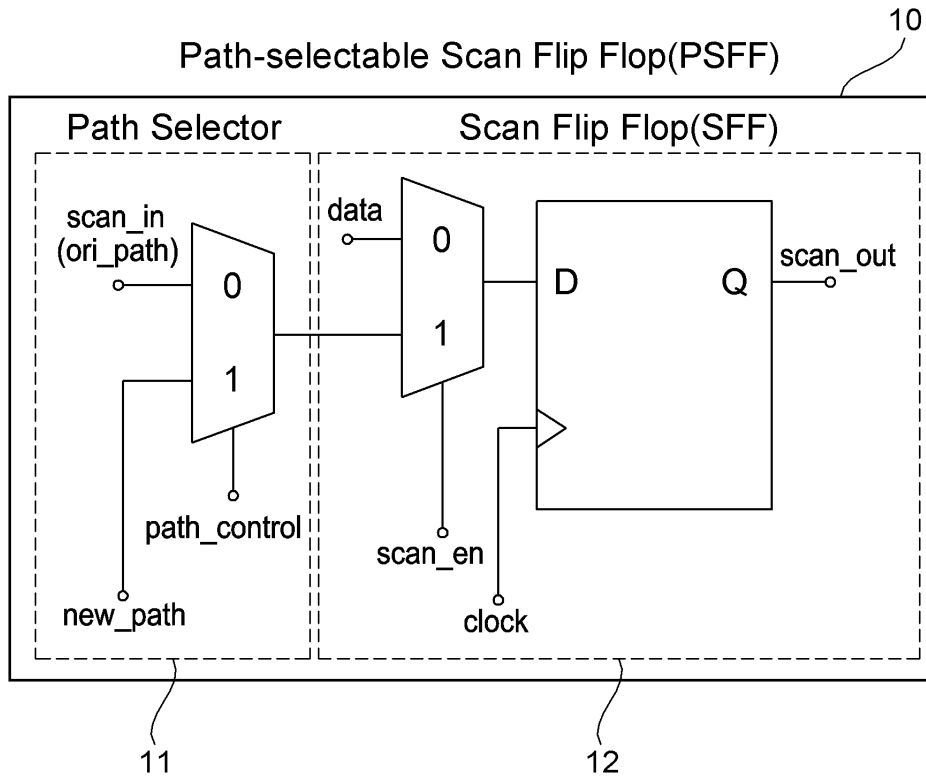 10
Path-selectable Scan Flip Flop(PSFF)
Path Selector
Scan Flip Flop(SFF)
scan_in
(ori_path)
0
1
path_control
new_path
data
0
1
scan_en
D
Q
scan_out
clock
11
12